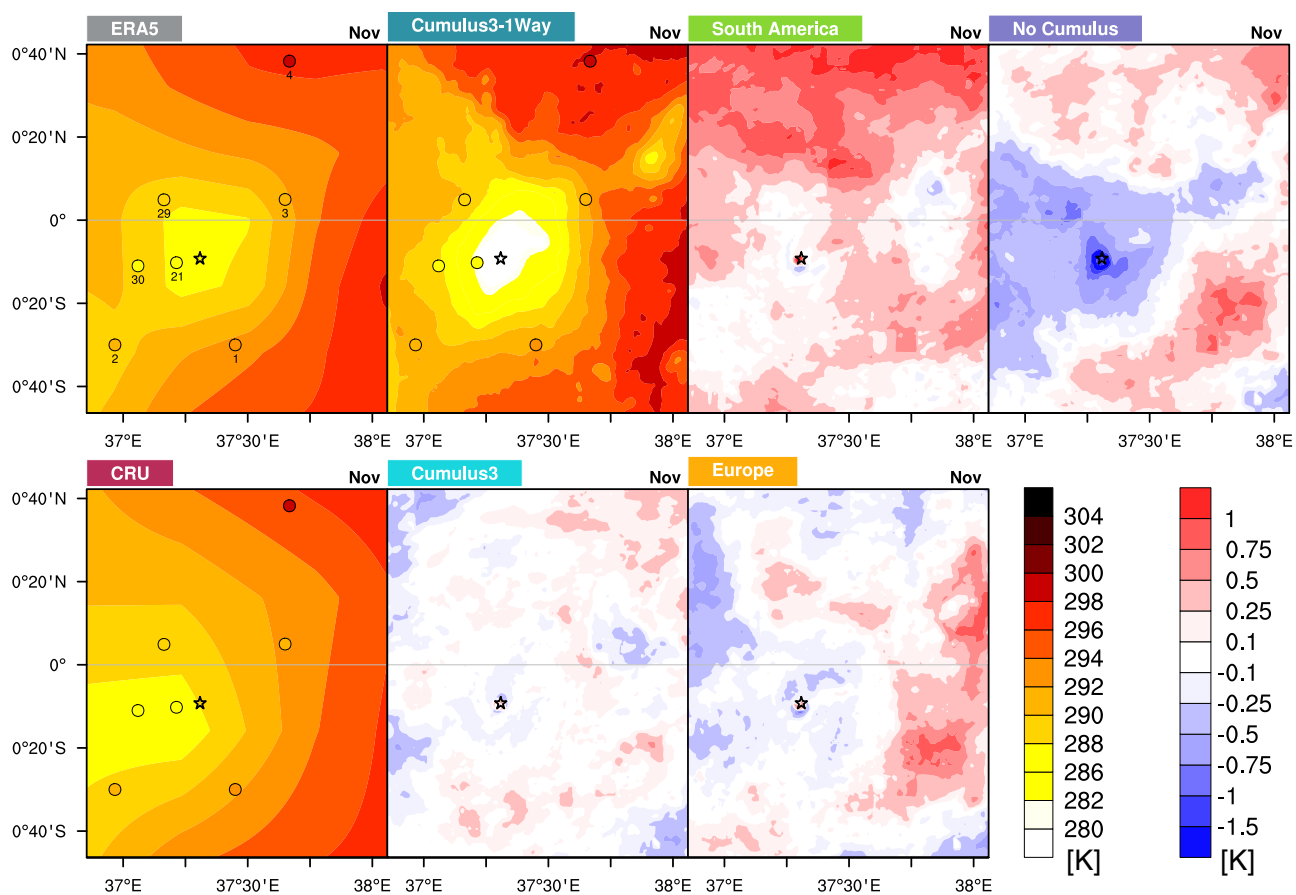 ERA5 Nov Cumulus3-1Way Nov South America Nov No Cumulus Nov
0°40'N
4
0°20'N
29 3
0°
30 21
0°20'S
2 1
0°40'S
37°E 37°30'E 38°E 37°E 37°30'E 38°E 37°E 37°30'E 38°E 37°E 37°30'E 38°E
CRU Nov Cumulus3 Nov Europe Nov
0°40'N
0°20'N
0°
0°20'S
0°40'S
37°E 37°30'E 38°E 37°E 37°30'E 38°E 37°E 37°30'E 38°E
304
302
300
298
296
294
292
290
288
286
282
280
[K]
1
0.75
0.5
0.25
0.1
-0.1
-0.25
-0.5
-0.75
-1
-1.5
[K]